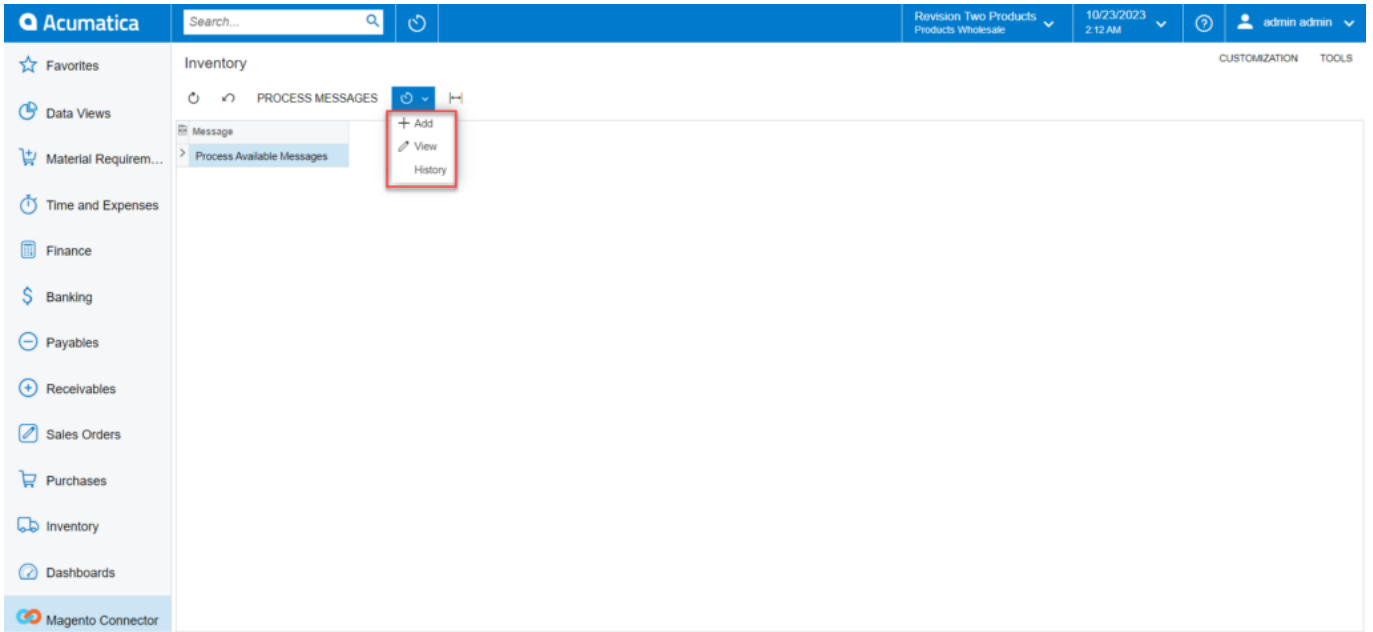 Acumatica
Search...
Revision Two Products
Products Wholesale
10/23/2023
2:12 AM
admin admin
Favorites
Data Views
Material Requirem...
Time and Expenses
Finance
Banking
Payables
Receivables
Sales Orders
Purchases
Inventory
Dashboards
Magento Connector
Inventory
CUSTOMIZATION TOOLS
PROCESS MESSAGES
Message
Process Available Messages
Add
View
History